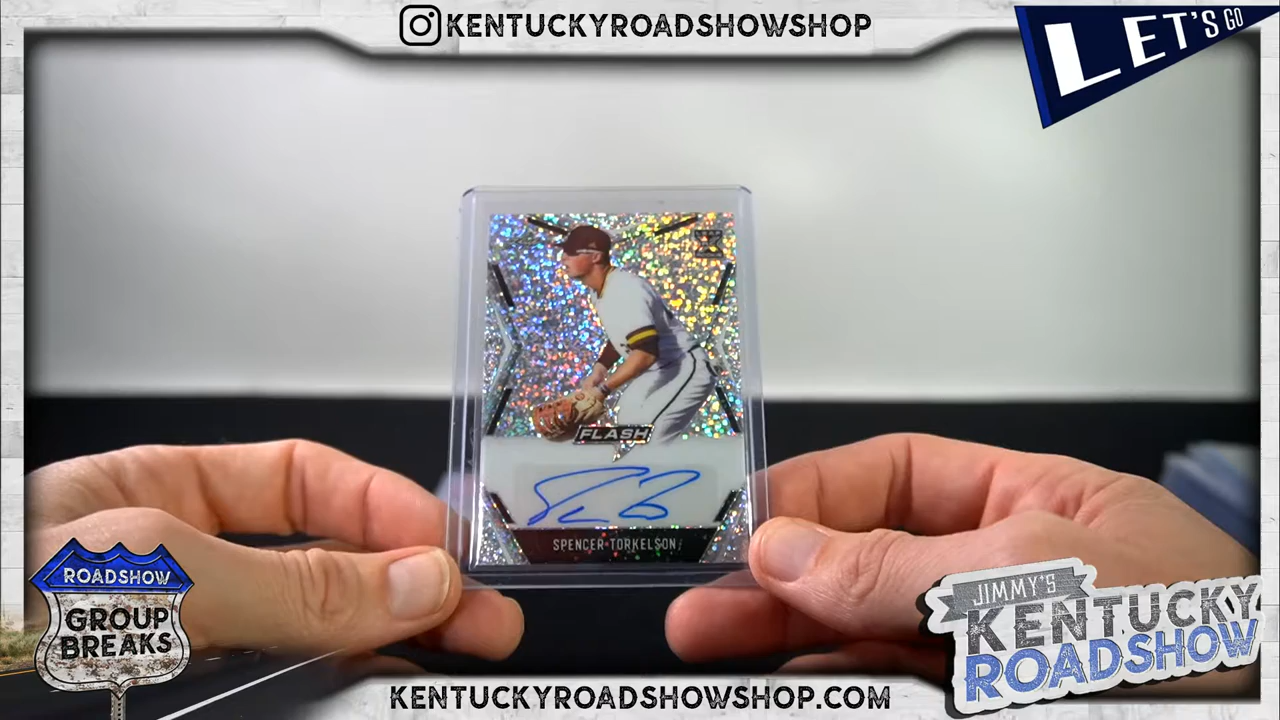 KENTUCKYROADSHOWSHOP
LET'S GO
FLASH
SPENCER TORKELSON
ROADSHOW
GROUP
BREAKS
JIMMY'S
KENTUCKY
ROADSHOW
KENTUCKYROADSHOWSHOP.COM